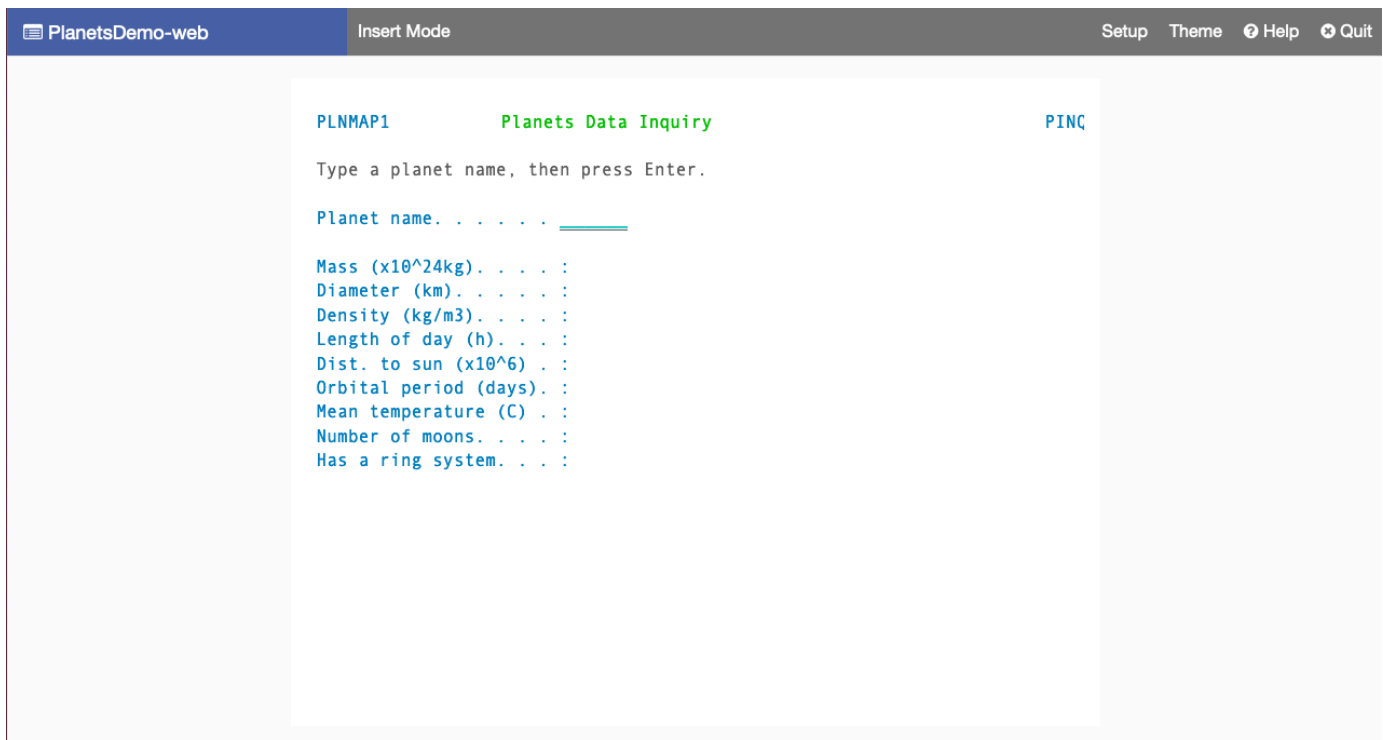 PlanetsDemo-web Insert Mode Setup Theme Help Quit
PLNMAP1 Planets Data Inquiry PINQ
Type a planet name, then press Enter.
Planet name. . . . . . _______
Mass (x10^24kg). . . . :
Diameter (km). . . . . :
Density (kg/m3). . . . :
Length of day (h). . . :
Dist. to sun (x10^6) . :
Orbital period (days). :
Mean temperature (C) . :
Number of moons. . . . :
Has a ring system. . . :